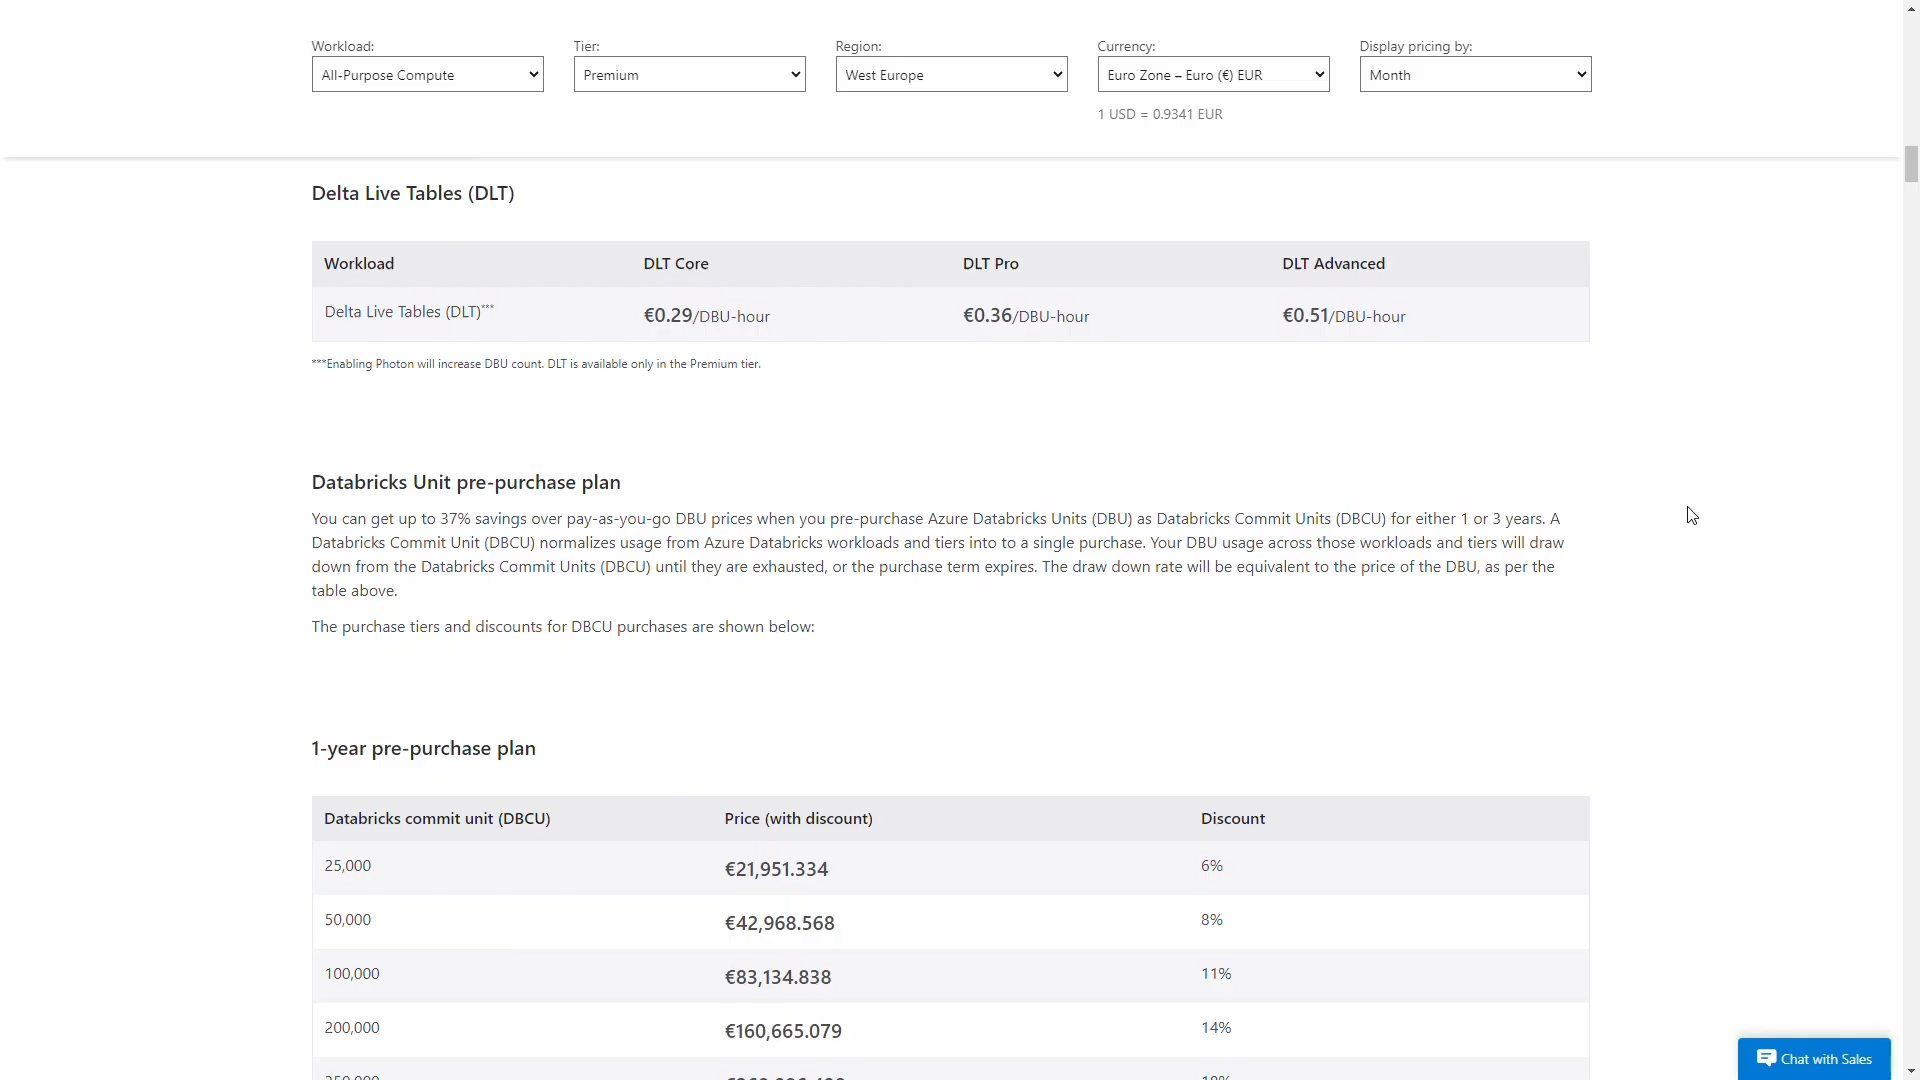 Workload: Tier: Region: Currency: Display pricing by:
All-Purpose Compute Premium West Europe Euro Zone – Euro (€) EUR Month
1 USD = 0.9341 EUR
Delta Live Tables (DLT)
Workload DLT Core DLT Pro DLT Advanced
Delta Live Tables (DLT)*** €0.29/DBU-hour €0.36/DBU-hour €0.51/DBU-hour
***Enabling Photon will increase DBU count. DLT is available only in the Premium tier.
Databricks Unit pre-purchase plan
You can get up to 37% savings over pay-as-you-go DBU prices when you pre-purchase Azure Databricks Units (DBU) as Databricks Commit Units (DBCU) for either 1 or 3 years. A
Databricks Commit Unit (DBCU) normalizes usage from Azure Databricks workloads and tiers into to a single purchase. Your DBU usage across those workloads and tiers will draw
down from the Databricks Commit Units (DBCU) until they are exhausted, or the purchase term expires. The draw down rate will be equivalent to the price of the DBU, as per the
table above.
The purchase tiers and discounts for DBCU purchases are shown below:
1-year pre-purchase plan
Databricks commit unit (DBCU) Price (with discount) Discount
25,000 €21,951.334 6%
50,000 €42,968.568 8%
100,000 €83,134.838 11%
200,000 €160,665.079 14%
Chat with Sales